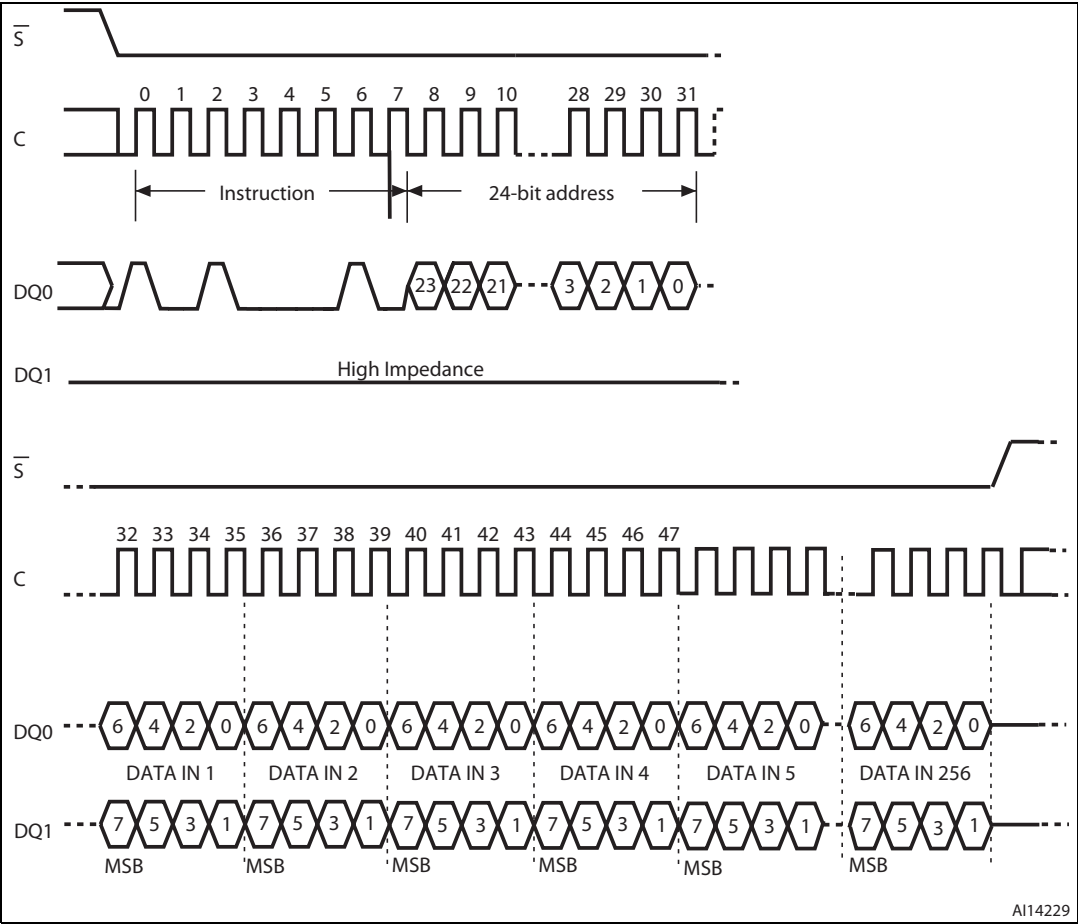 S
0 1 2 3 4 5 6 7 8 9 10 28 29 30 31
C
Instruction 24-bit address
DQ0 23 22 21 3 2 1 0
High Impedance
DQ1
S
32 33 34 35 36 37 38 39 40 41 42 43 44 45 46 47
C
DQ0 6 4 2 0 6 4 2 0 6 4 2 0 6 4 2 0 6 4 2 0 6 4 2 0
DATA IN 1 DATA IN 2 DATA IN 3 DATA IN 4 DATA IN 5 DATA IN 256
DQ1 7 5 3 1 7 5 3 1 7 5 3 1 7 5 3 1 7 5 3 1 7 5 3 1
MSB MSB MSB MSB MSB MSB
AI14229